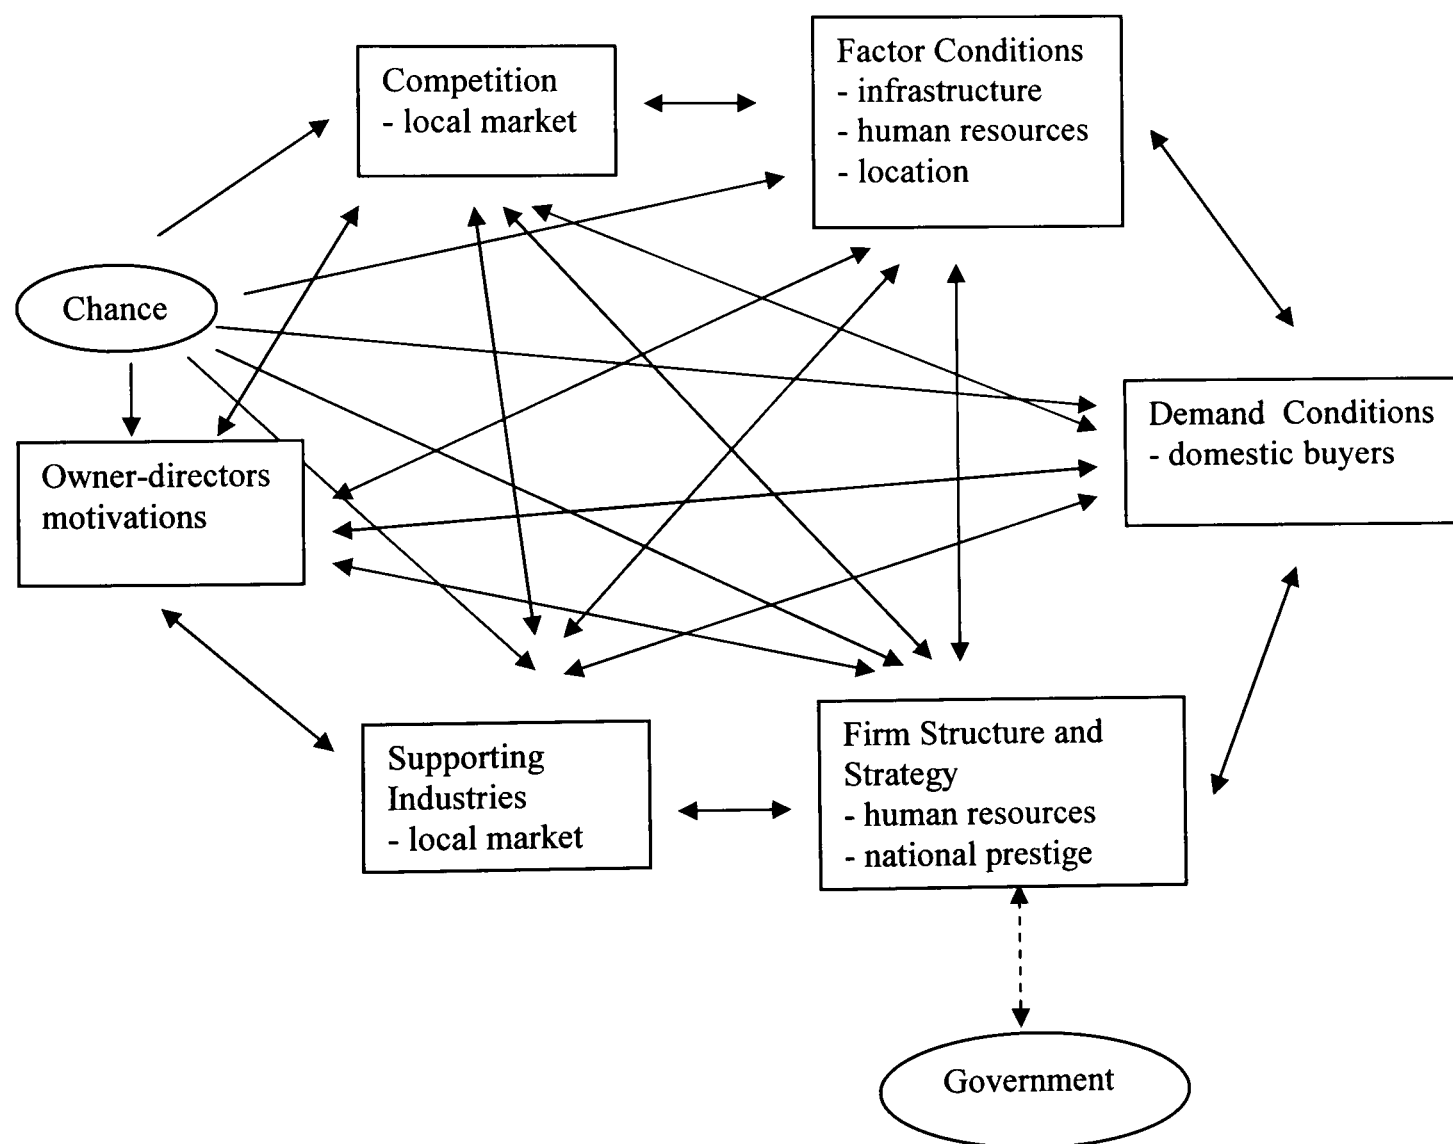 Competition
- local market
Factor Conditions
- infrastructure
- human resources
- location
Chance
Demand Conditions
- domestic buyers
Owner-directors
motivations
Supporting
Industries
- local market
Firm Structure and
Strategy
- human resources
- national prestige
Government